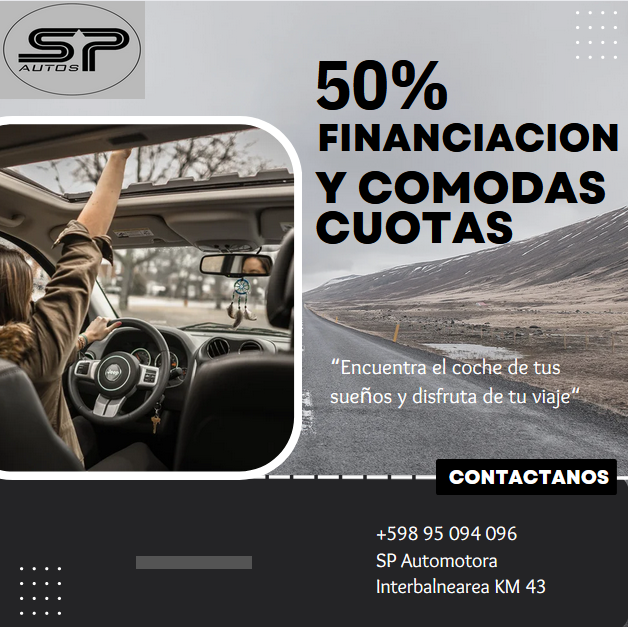 SP
AUTOS
50%
FINANCIACION
Y COMODAS
CUOTAS
“Encuentra el coche de tus
sueños y disfruta de tu viaje“
CONTACTANOS
+598 95 094 096
SP Automotora
Interbalnearea KM 43